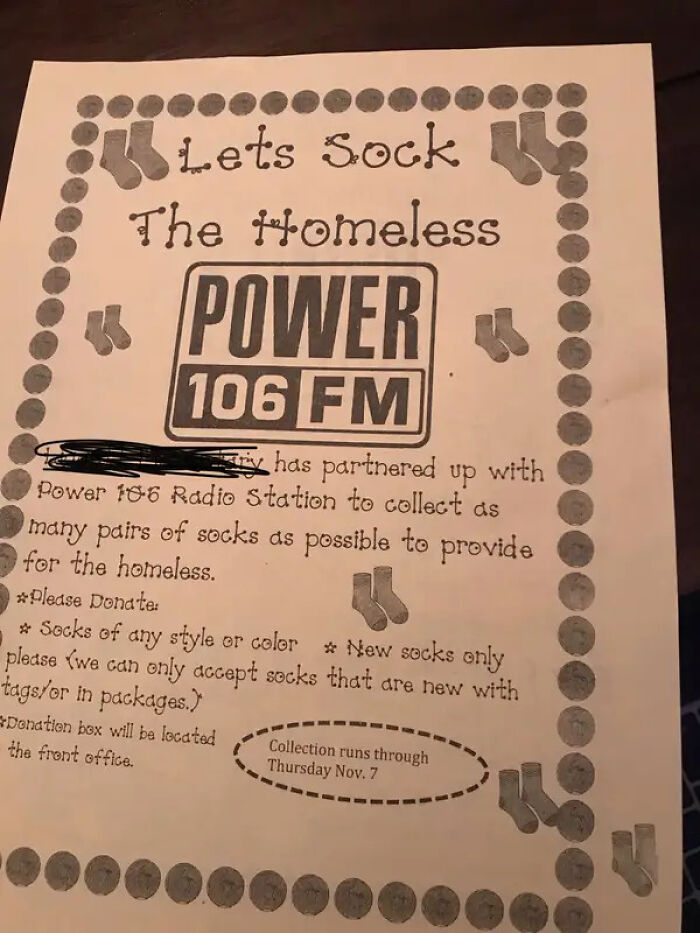 Lets Sock
The Homeless
POWER
106 FM
has partnered up with
Power 106 Radio Station to collect as
many pairs of socks as possible to provide
for the homeless.
*Please Donate:
* Socks of any style or color * New socks only
please (we can only accept socks that are new with
tags/or in packages.)
*Donation box will be located
the front office.
Collection runs through
Thursday Nov. 7